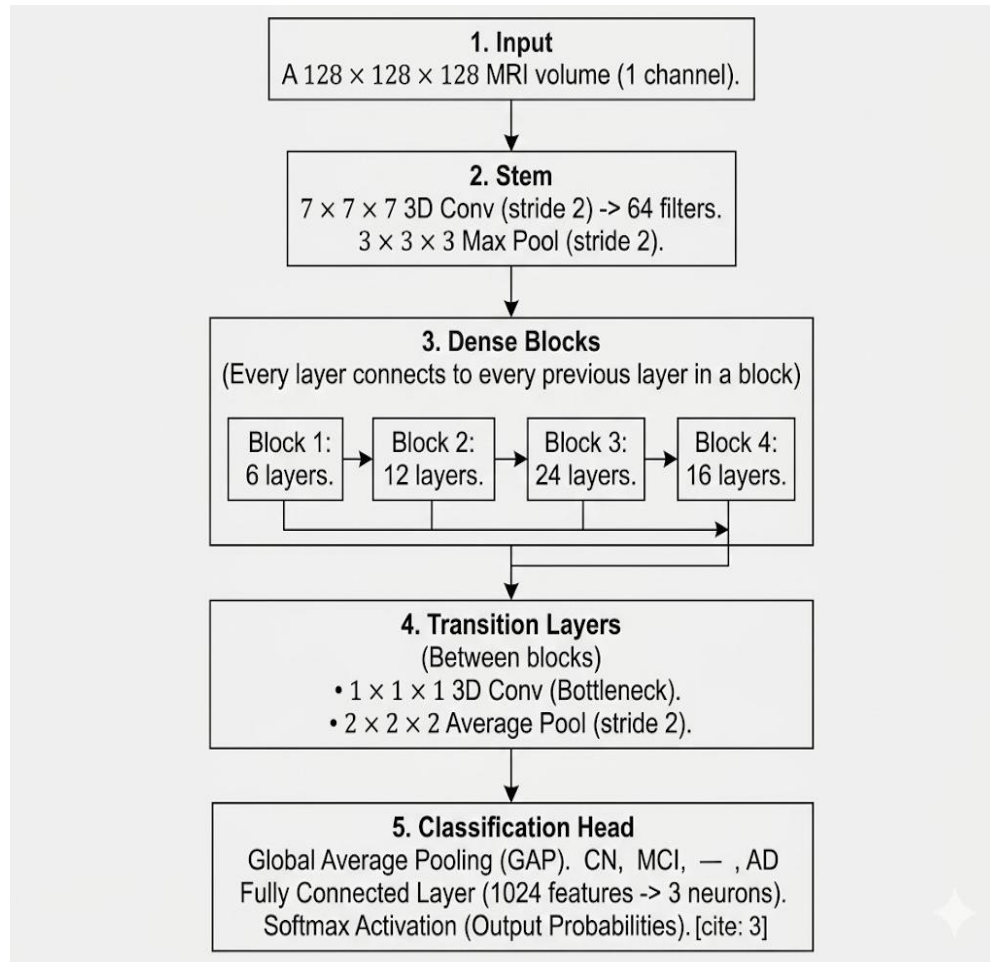 1. Input
A 128 × 128 × 128 MRI volume (1 channel).
2. Stem
7 × 7 × 7 3D Conv (stride 2) -> 64 filters.
3 × 3 × 3 Max Pool (stride 2).
3. Dense Blocks
(Every layer connects to every previous layer in a block)
Block 1:
6 layers.
Block 2:
12 layers.
Block 3:
24 layers.
Block 4:
16 layers.
4. Transition Layers
(Between blocks)
• 1 × 1 × 1 3D Conv (Bottleneck).
• 2 × 2 × 2 Average Pool (stride 2).
5. Classification Head
Global Average Pooling (GAP). CN, MCI, — , AD
Fully Connected Layer (1024 features -> 3 neurons).
Softmax Activation (Output Probabilities). [cite: 3]